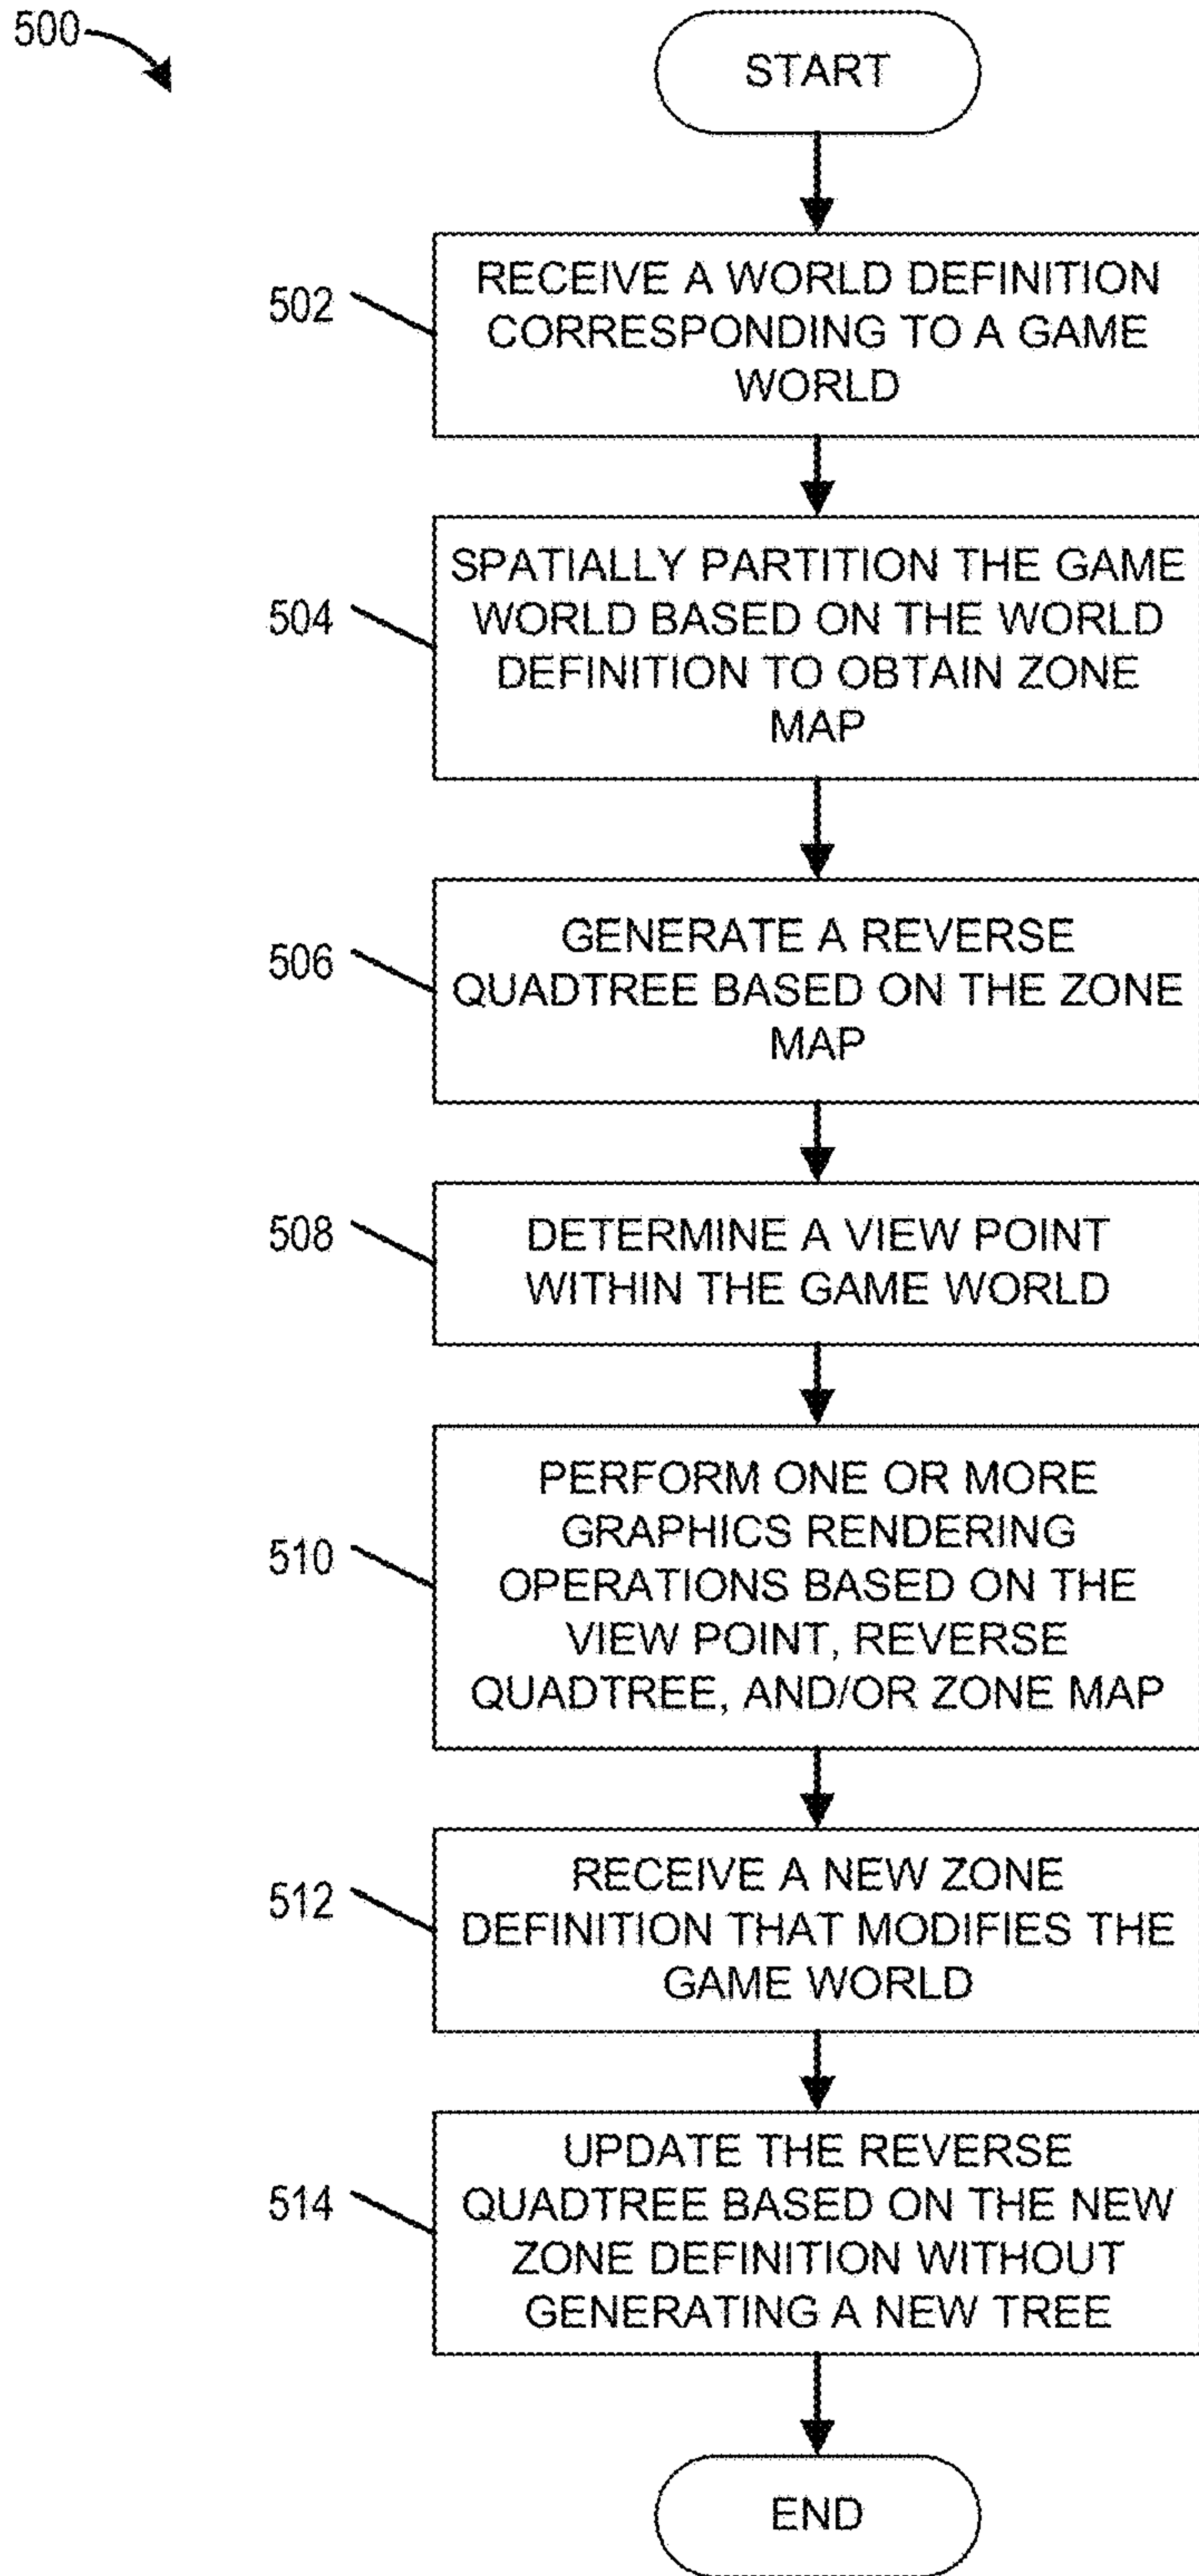 500
START
502
RECEIVE A WORLD DEFINITION
CORRESPONDING TO A GAME
WORLD
504
SPATIALLY PARTITION THE GAME
WORLD BASED ON THE WORLD
DEFINITION TO OBTAIN ZONE
MAP
506
GENERATE A REVERSE
QUADTREE BASED ON THE ZONE
MAP
508
DETERMINE A VIEW POINT
WITHIN THE GAME WORLD
510
PERFORM ONE OR MORE
GRAPHICS RENDERING
OPERATIONS BASED ON THE
VIEW POINT, REVERSE
QUADTREE, AND/OR ZONE MAP
512
RECEIVE A NEW ZONE
DEFINITION THAT MODIFIES THE
GAME WORLD
514
UPDATE THE REVERSE
QUADTREE BASED ON THE NEW
ZONE DEFINITION WITHOUT
GENERATING A NEW TREE
END